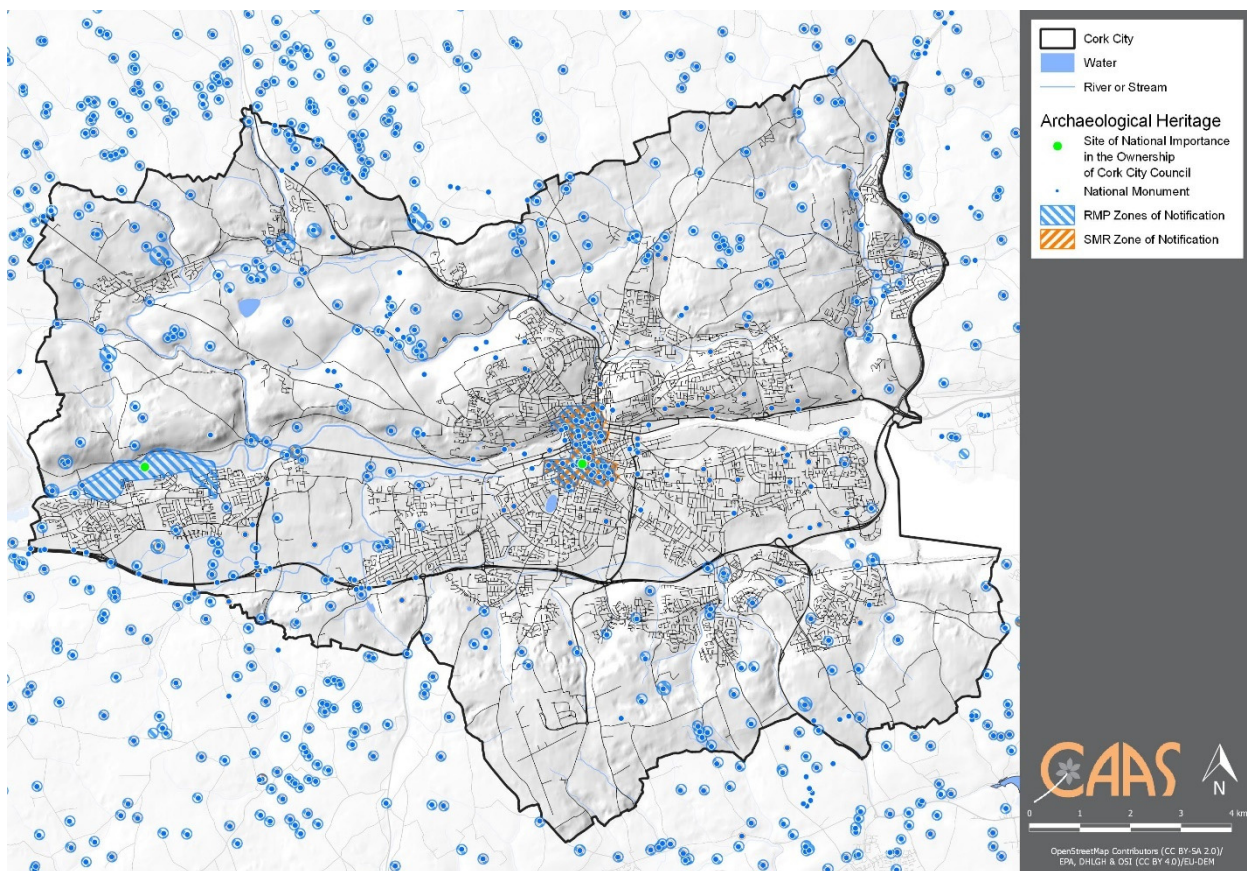 Cork City
Water
River or Stream
Archaeological Heritage
Site of National Importance
in the Ownership
of Cork City Council
National Monument
RMP Zones of Notification
SMR Zone of Notification
CAAS
N
0 1 2 3 4 km
OpenStreetMap Contributors (CC BY-SA 2.0)/
EPA, DHLGH & OSI (CC BY 4.0)/EU-DEM